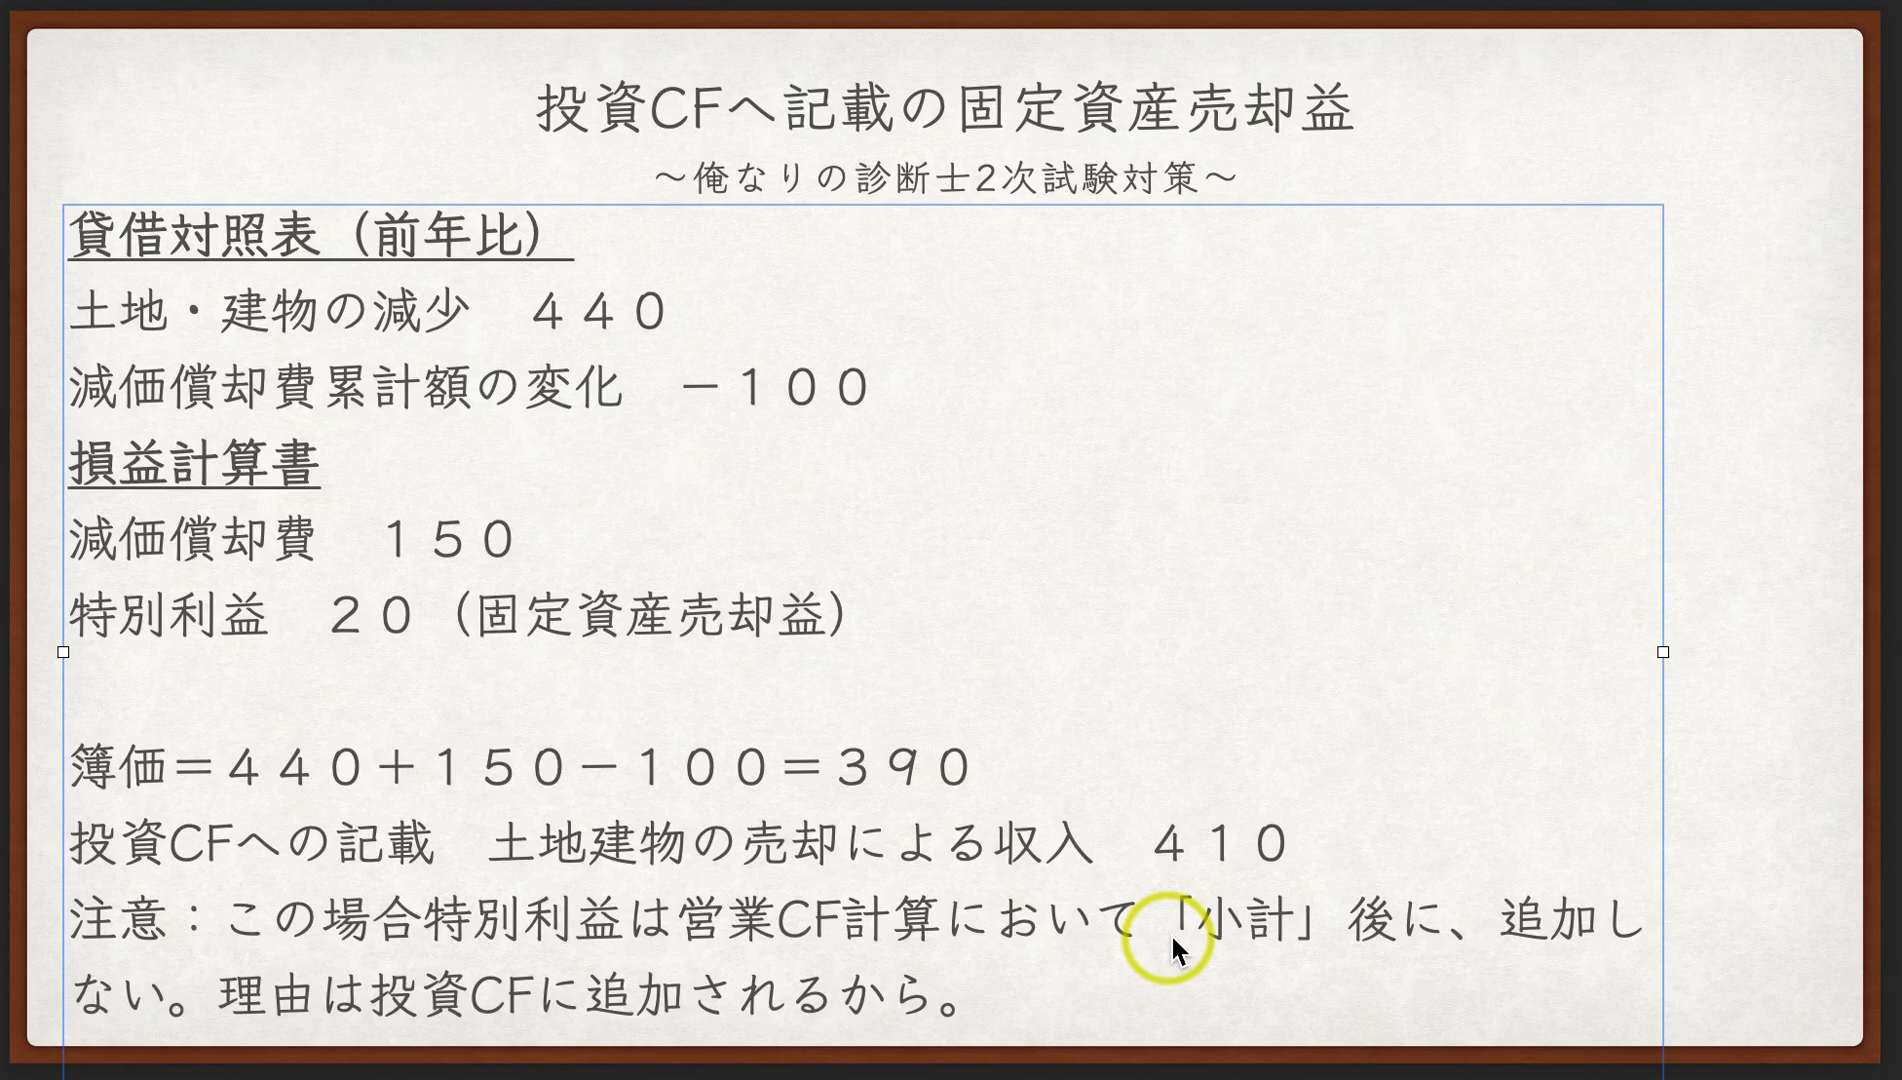 投資CFへ記載の固定資産売却益
～俺なりの診断士2次試験対策～
貸借対照表（前年比）
土地・建物の減少　４４０
減価償却費累計額の変化　－１００
損益計算書
減価償却費　１５０
特別利益　２０（固定資産売却益）
簿価＝４４０＋１５０－１００＝３９０
投資CFへの記載　土地建物の売却による収入　４１０
注意：この場合特別利益は営業CF計算において「小計」後に、追加し
ない。理由は投資CFに追加されるから。